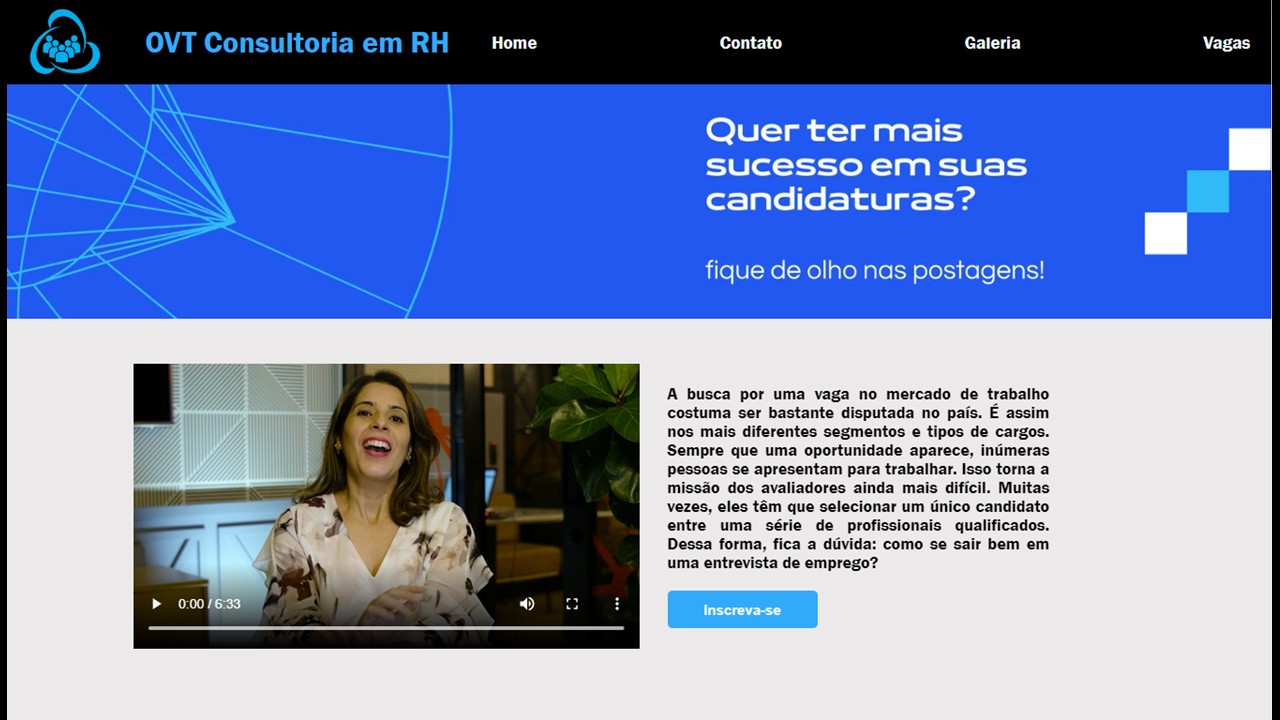 OVT Consultoria em RH
Home
Contato
Galeria
Vagas
Quer ter mais
sucesso em suas
candidaturas?
fique de olho nas postagens!
A busca por uma vaga no mercado de trabalho
costuma ser bastante disputada no país. É assim
nos mais diferentes segmentos e tipos de cargos.
Sempre que uma oportunidade aparece, inúmeras
pessoas se apresentam para trabalhar. Isso torna a
missão dos avaliadores ainda mais difícil. Muitas
vezes, eles têm que selecionar um único candidato
entre uma série de profissionais qualificados.
Dessa forma, fica a dúvida: como se sair bem em
uma entrevista de emprego?
0:00 / 6:33
Inscreva-se